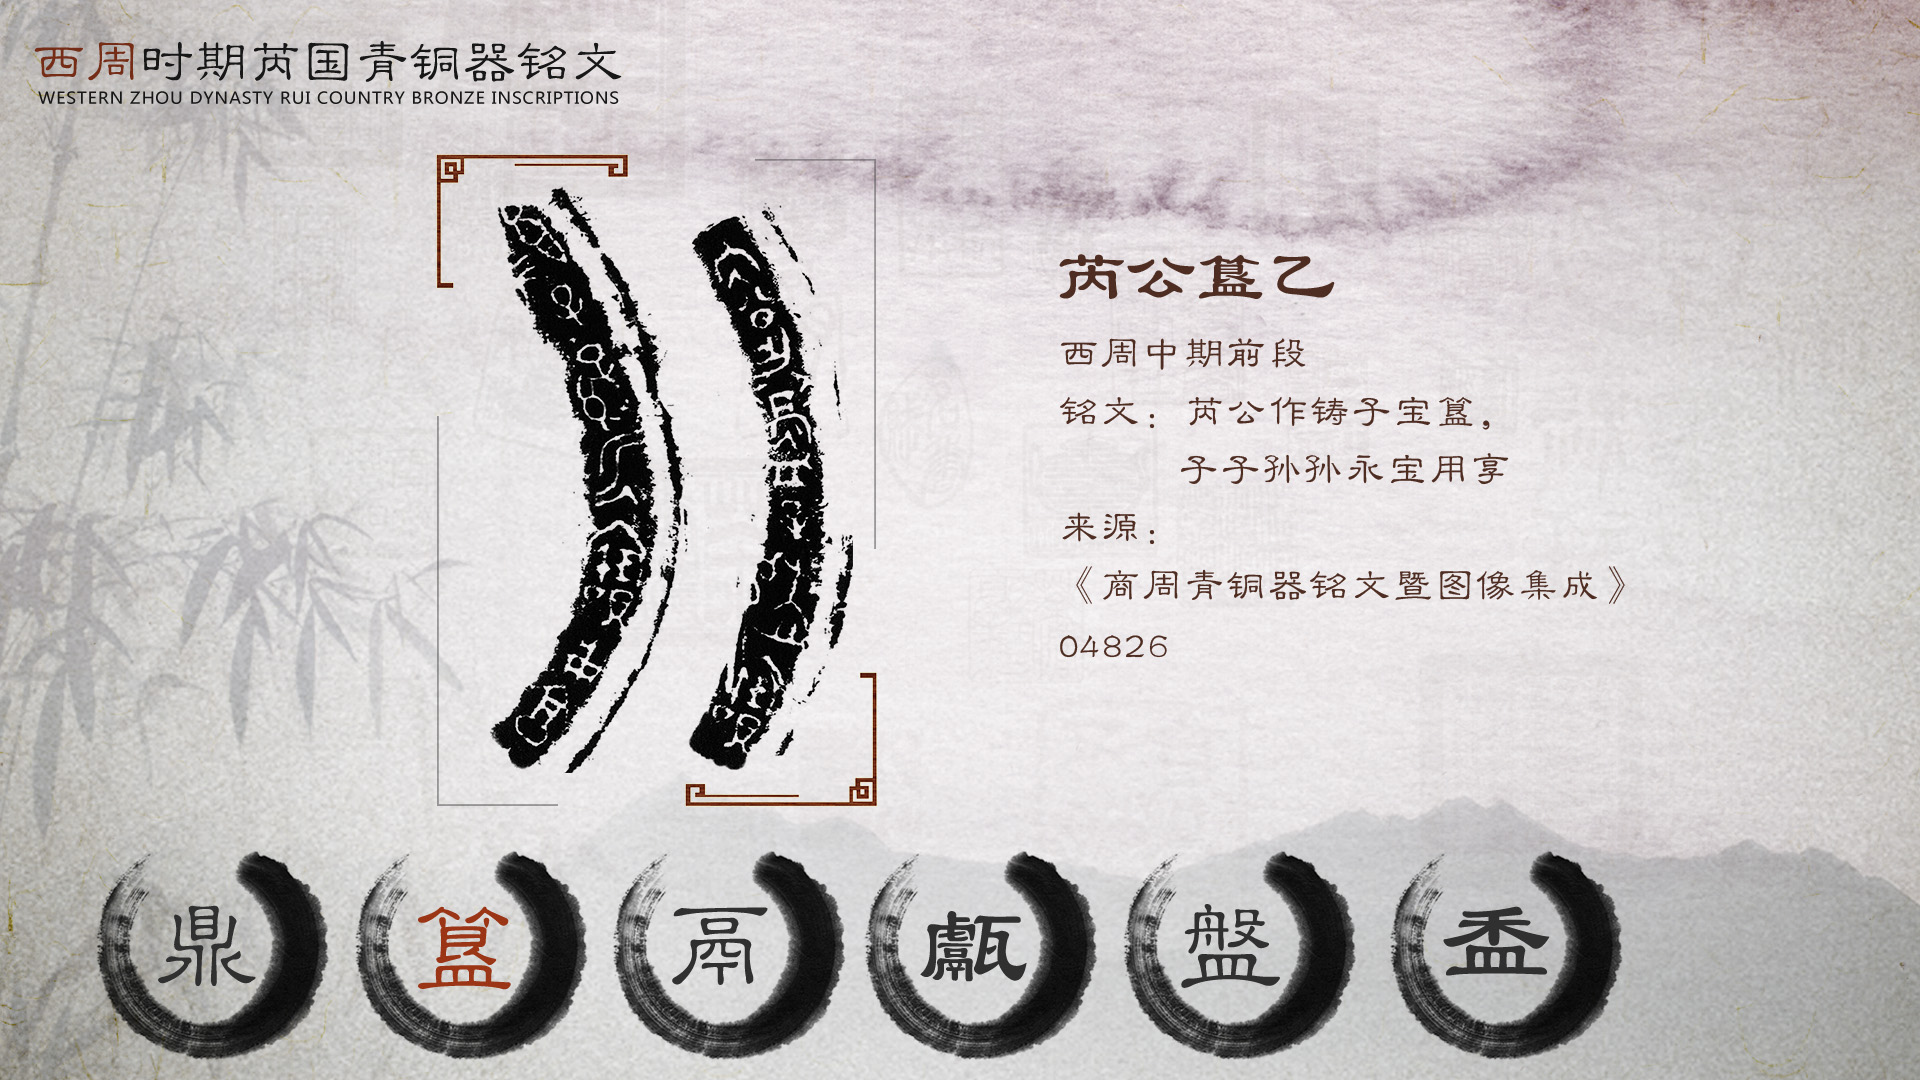 西周时期芮国青铜器铭文
WESTERN ZHOU DYNASTY RUI COUNTRY BRONZE INSCRIPTIONS
芮公簋乙
西周中期前段
铭文：芮公作铸子宝簋，
子子孙孙永宝用享
来源：
《商周青铜器铭文暨图像集成》
04826
鼎 簋 鬲 甗 盤 盉